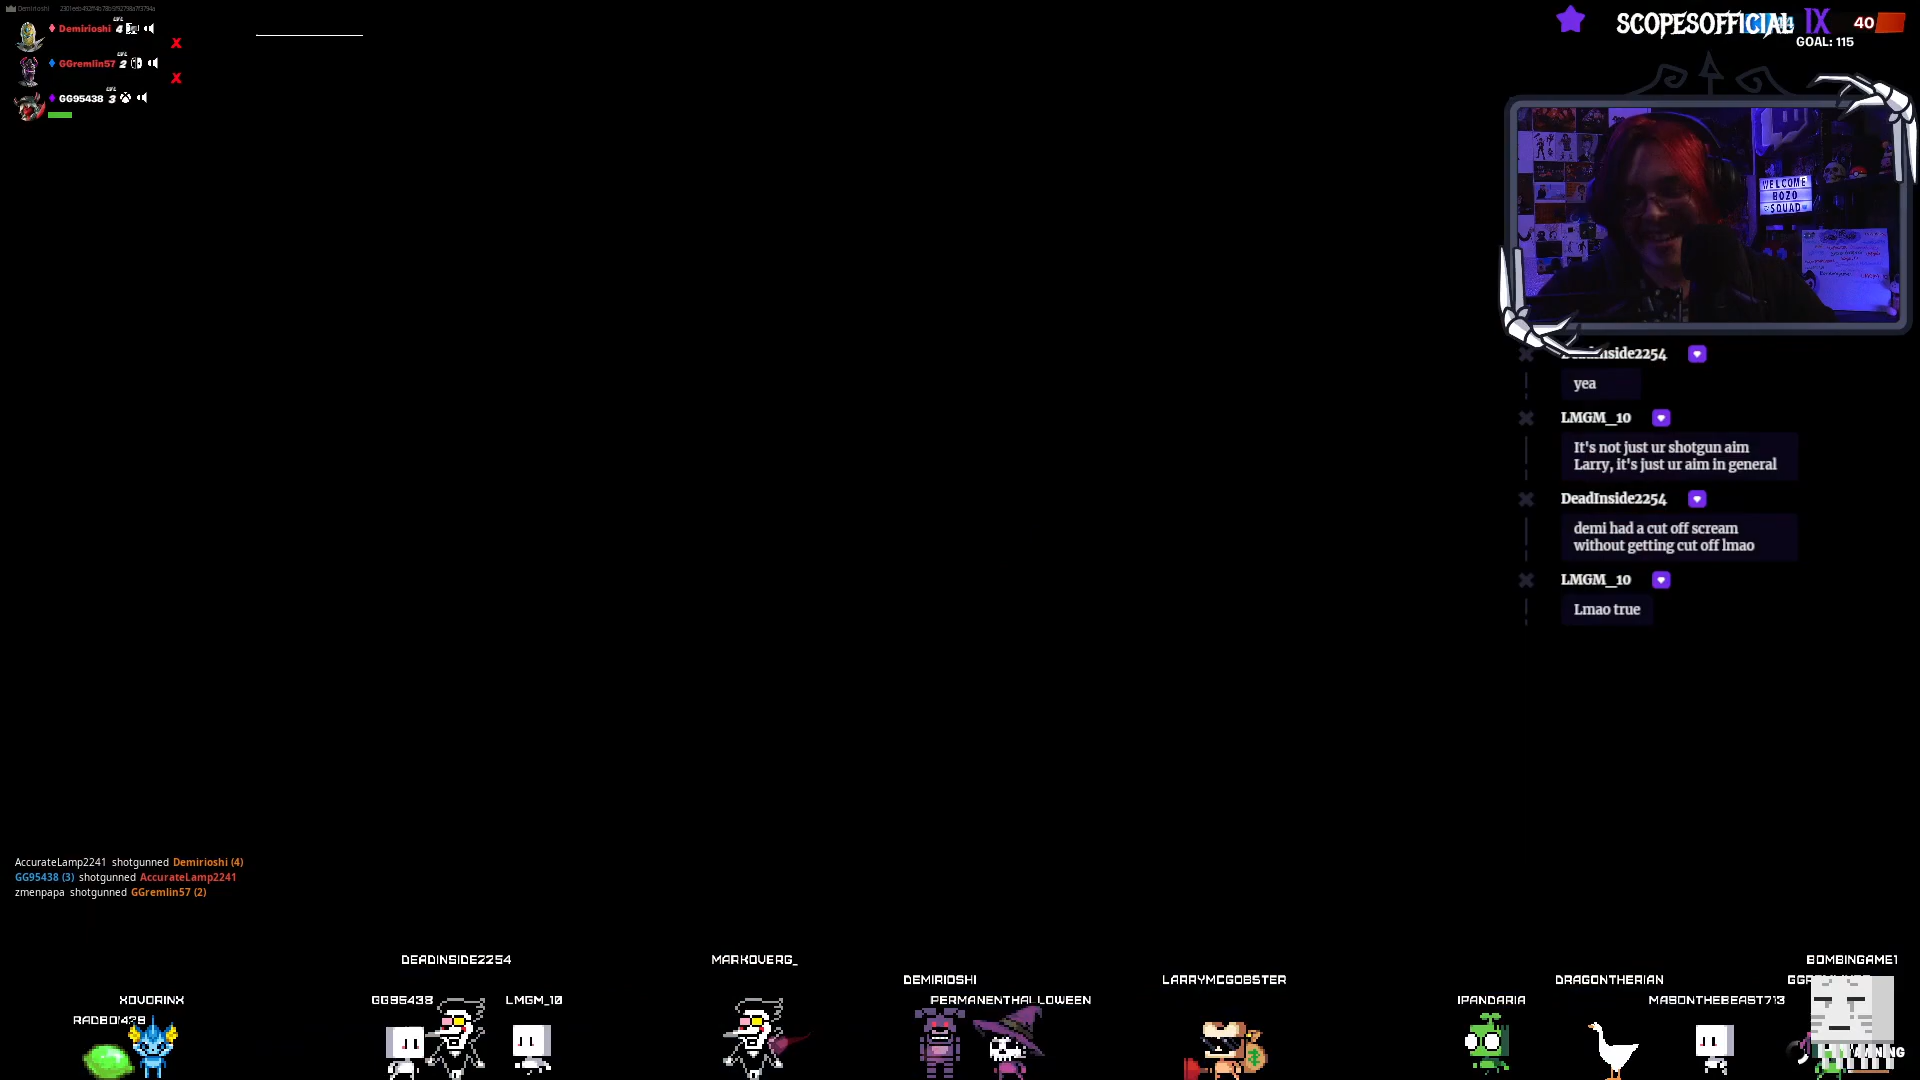 Demirioshi
Demirioshi 4
X
GGremlin57 2
X
GG95438 3
SCOPESOFFICIAL IX 40
GOAL: 115
WELCOME
BOZO
SQUAD
DeadInside2254
yea
LMGM_10
It's not just ur shotgun aim
Larry, it's just ur aim in general
DeadInside2254
demi had a cut off scream
without getting cut off lmao
LMGM_10
Lmao true
AccurateLamp2241 shotgunned Demirioshi (4)
GG95438 (3) shotgunned AccurateLamp2241
zmenpapa shotgunned GGremlin57 (2)
DEADINSIDE2254
MARKOVERG_
BOMBINGAME1
DEMIRIOSHI
LARRYMCGOBSTER
DRAGONTHERIAN
XOVORINX
GG95438
LMGM_10
PERMANENTHALLOWEEN
IPANDARIA
MASONTHEBEAST713